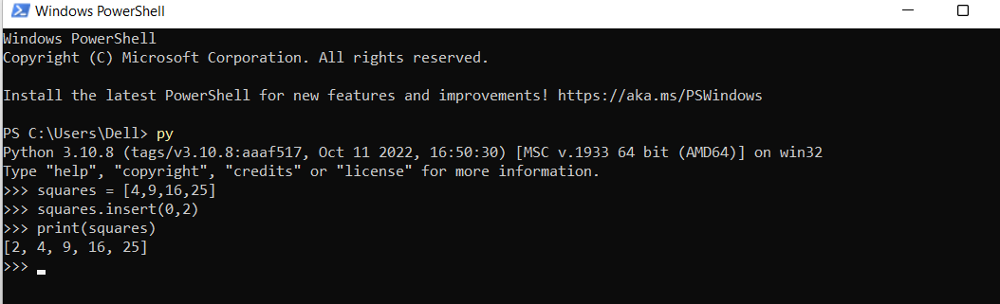 Windows PowerShell
Windows PowerShell
Copyright (C) Microsoft Corporation. All rights reserved.
Install the latest PowerShell for new features and improvements! https://aka.ms/PSWindows
PS C:\Users\Dell> py
Python 3.10.8 (tags/v3.10.8:aaaf517, Oct 11 2022, 16:50:30) [MSC v.1933 64 bit (AMD64)] on win32
Type "help", "copyright", "credits" or "license" for more information.
>>> squares = [4,9,16,25]
>>> squares.insert(0,2)
>>> print(squares)
[2, 4, 9, 16, 25]
>>>